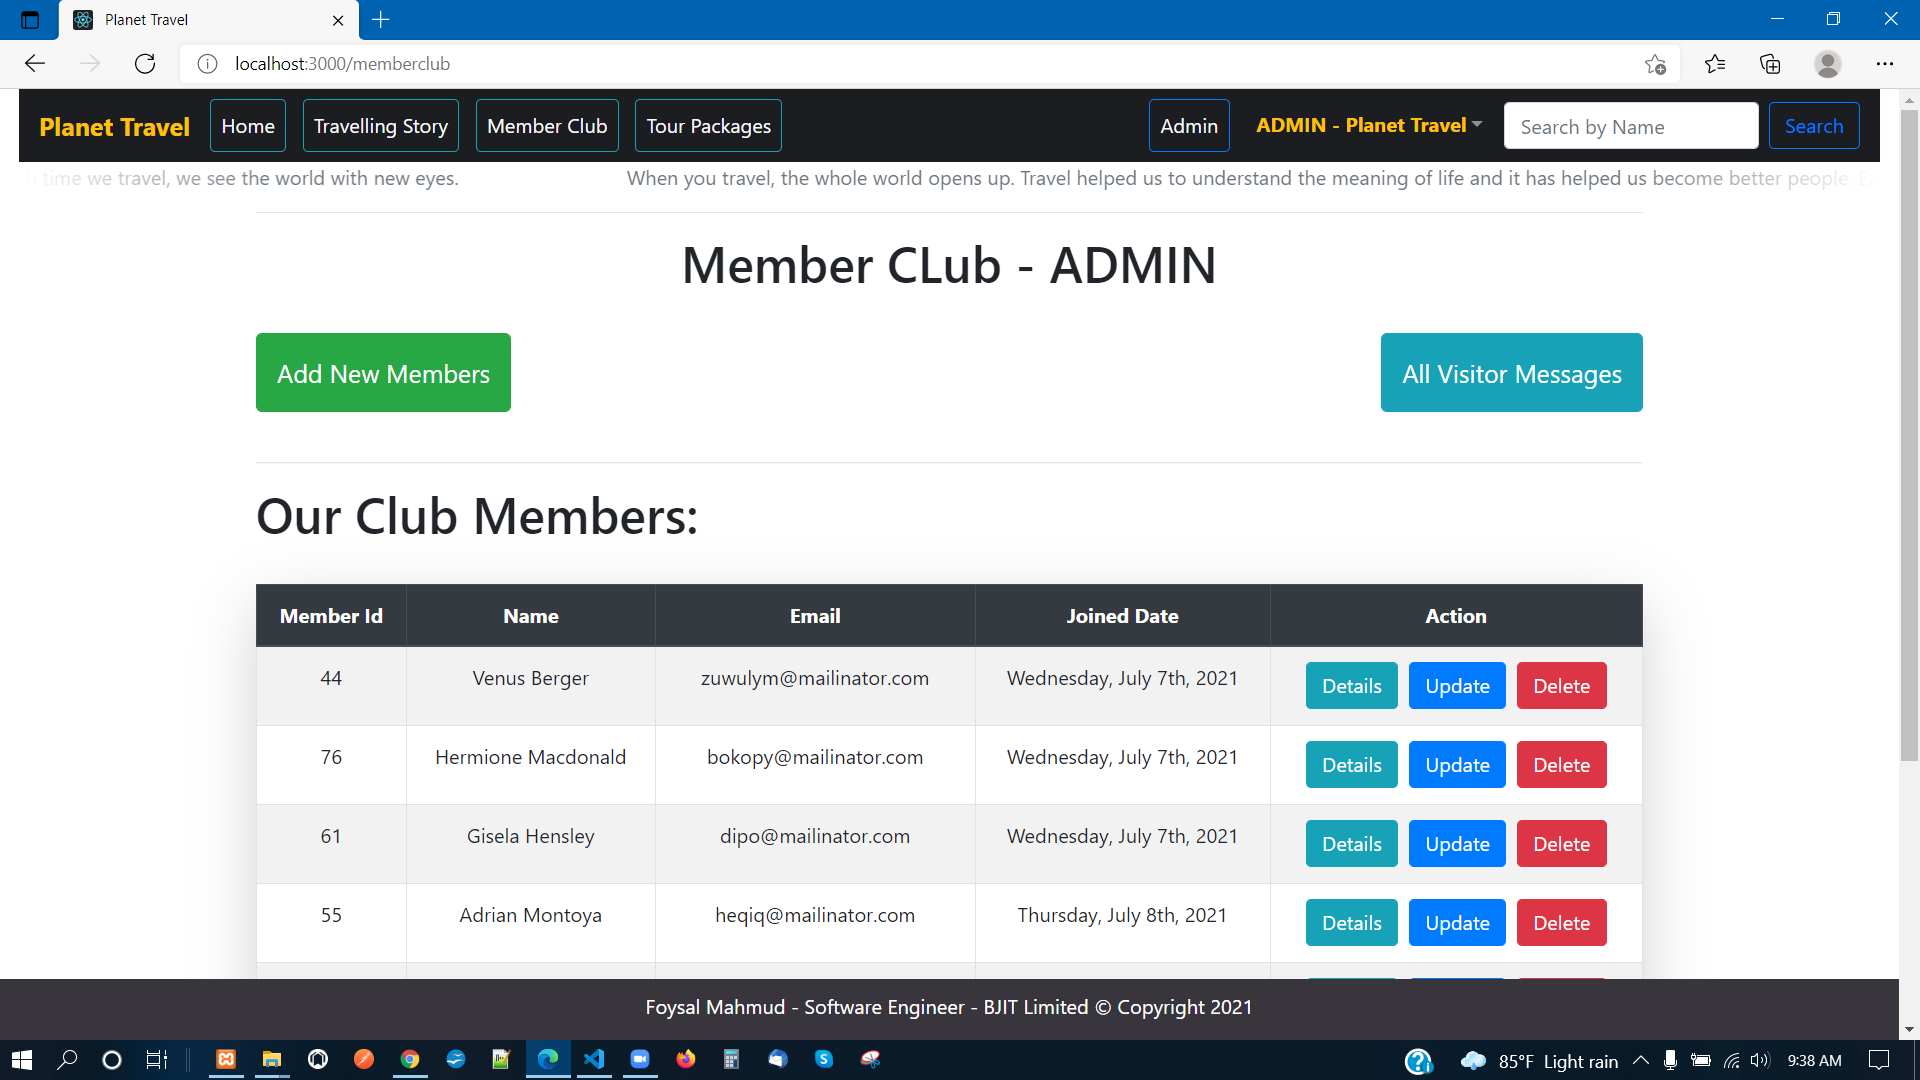 Planet Travel
localhost:3000/memberclub
Planet Travel Home Travelling Story Member Club Tour Packages Admin ADMIN - Planet Travel Search by Name Search
time we travel, we see the world with new eyes. When you travel, the whole world opens up. Travel helped us to understand the meaning of life and it has helped us become better people.
Member CLub - ADMIN
Add New Members All Visitor Messages
Our Club Members:
Member Id Name Email Joined Date Action
44 Venus Berger zuwulym@mailinator.com Wednesday, July 7th, 2021 Details Update Delete
76 Hermione Macdonald bokopy@mailinator.com Wednesday, July 7th, 2021 Details Update Delete
61 Gisela Hensley dipo@mailinator.com Wednesday, July 7th, 2021 Details Update Delete
55 Adrian Montoya heqiq@mailinator.com Thursday, July 8th, 2021 Details Update Delete
Foysal Mahmud - Software Engineer - BJIT Limited © Copyright 2021
85°F Light rain 9:38 AM